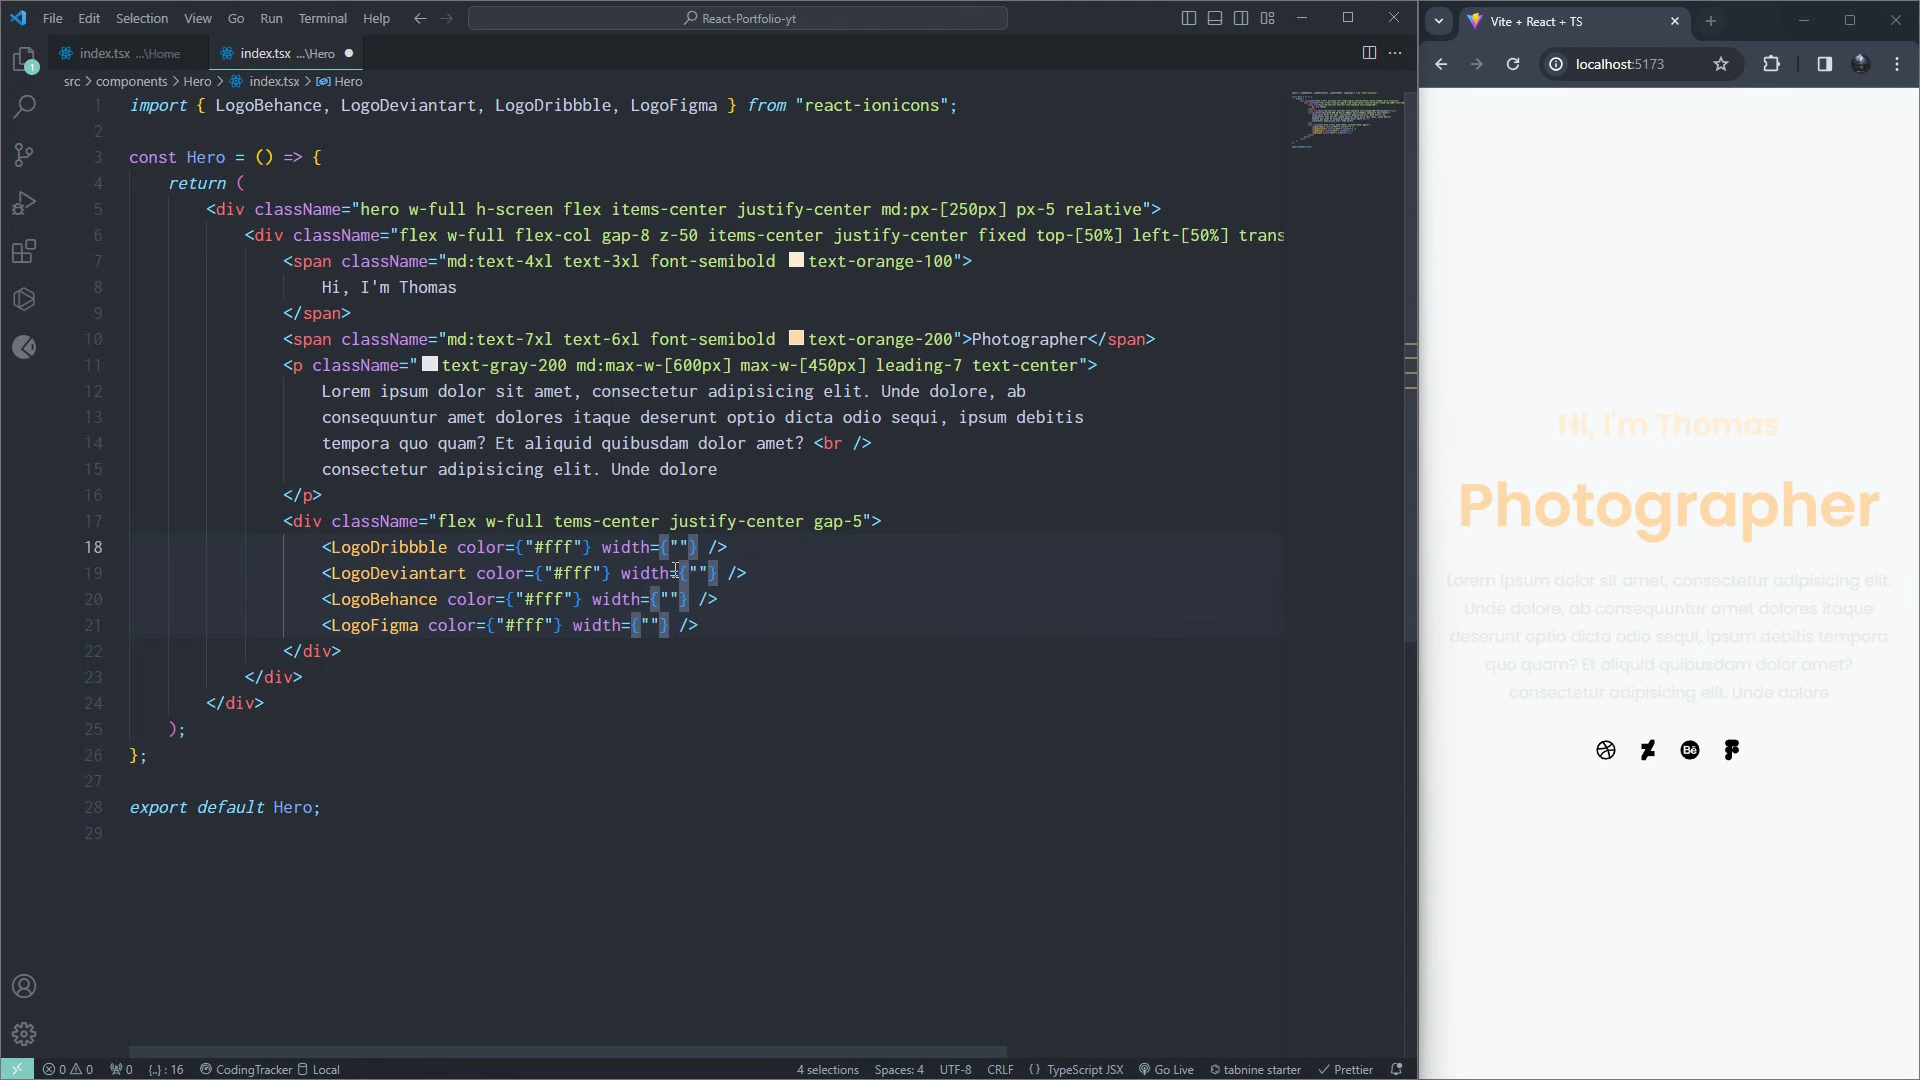 File Edit Selection View Go Run Terminal Help
React-Portfolio-yt
index.tsx ...\Home
index.tsx ...\Hero
src > components > Hero > index.tsx > Hero
1 import { LogoBehance, LogoDeviantart, LogoDribbble, LogoFigma } from "react-ionicons";
2
3 const Hero = () => {
4 return (
5 <div className="hero w-full h-screen flex items-center justify-center md:px-[250px] px-5 relative">
6 <div className="flex w-full flex-col gap-8 z-50 items-center justify-center fixed top-[50%] left-[50%] trans
7 <span className="md:text-4xl text-3xl font-semibold text-orange-100">
8 Hi, I'm Thomas
9 </span>
10 <span className="md:text-7xl text-6xl font-semibold text-orange-200">Photographer</span>
11 <p className="text-gray-200 md:max-w-[600px] max-w-[450px] leading-7 text-center">
12 Lorem ipsum dolor sit amet, consectetur adipisicing elit. Unde dolore, ab
13 consequuntur amet dolores itaque deserunt optio dicta odio sequi, ipsum debitis
14 tempora quo quam? Et aliquid quibusdam dolor amet? <br />
15 consectetur adipisicing elit. Unde dolore
16 </p>
17 <div className="flex w-full tems-center justify-center gap-5">
18 <LogoDribbble color={"#fff"} width={""} />
19 <LogoDeviantart color={"#fff"} width={""} />
20 <LogoBehance color={"#fff"} width={""} />
21 <LogoFigma color={"#fff"} width={""} />
22 </div>
23 </div>
24 </div>
25 );
26 };
27
28 export default Hero;
29
1
0 0 0 {..} : 16 CodingTracker Local 4 selections Spaces: 4 UTF-8 CRLF {} TypeScript JSX Go Live tabnine starter Prettier
Vite + React + TS
localhost:5173
Hi, I'm Thomas
Photographer
Lorem ipsum dolor sit amet, consectetur adipisicing elit.
Unde dolore, ab consequuntur amet dolores itaque
deserunt optio dicta odio sequi, ipsum debitis tempora
quo quam? Et aliquid quibusdam dolor amet?
consectetur adipisicing elit. Unde dolore
Bē